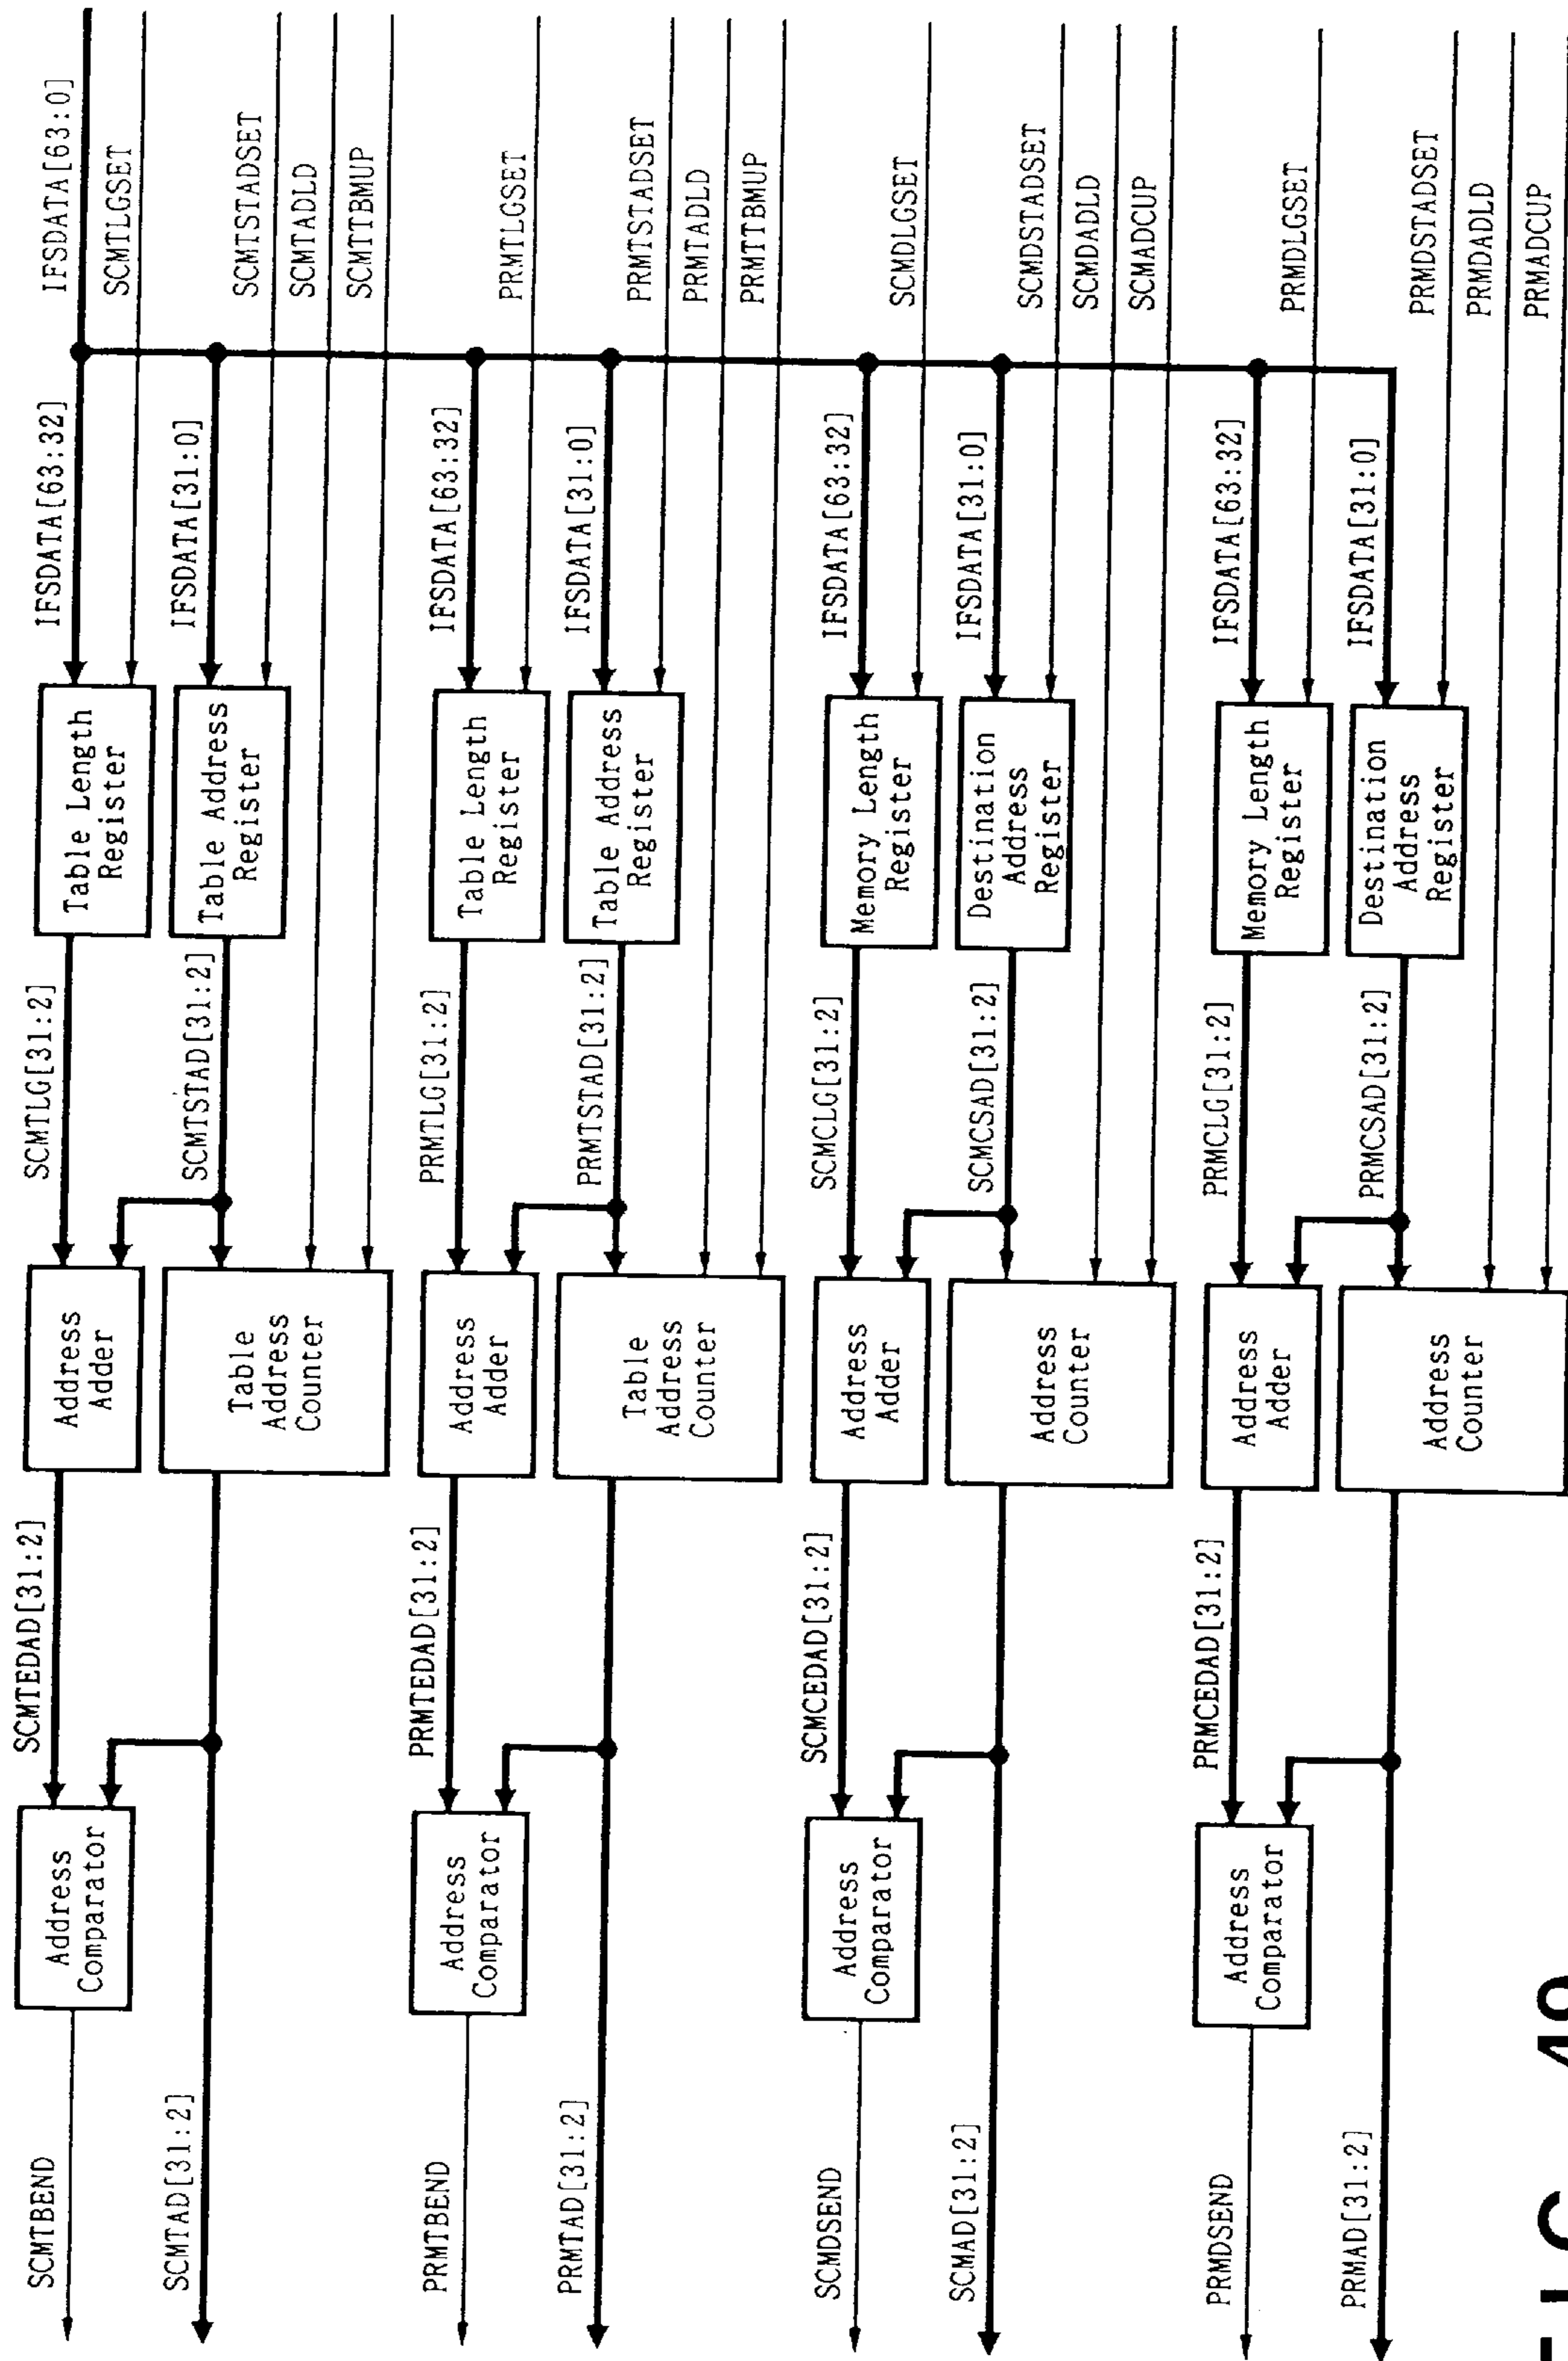 IFSDATA[63:0]
SCMTLGSET
SCMTSTADSET
SCMTADLD
SCMTTBMUP
PRMTLGSET
PRMTSTADSET
PRMTADLD
PRMTTBMUP
SCMDLGSET
SCMDSTADSET
SCMDADLD
SCMADCUP
PRMDLGSET
PRMDSTADSET
PRMDADLD
PRMADCUP
IFSDATA[63:32]
IFSDATA[31:0]
IFSDATA[63:32]
IFSDATA[31:0]
IFSDATA[63:32]
IFSDATA[31:0]
IFSDATA[63:32]
IFSDATA[31:0]
Table Length
Register
Table Address
Register
Table Length
Register
Table Address
Register
Memory Length
Register
Destination
Address
Register
Memory Length
Register
Destination
Address
Register
SCMTLG[31:2]
SCMTSTAD[31:2]
PRMTLG[31:2]
PRMTSTAD[31:2]
SCMCLG[31:2]
SCMCSAD[31:2]
PRMCLG[31:2]
PRMCSAD[31:2]
Address
Adder
Table
Address
Counter
Address
Adder
Table
Address
Counter
Address
Adder
Address
Counter
Address
Adder
Address
Counter
SCMTEDAD[31:2]
PRMTEDAD[31:2]
SCMCEDAD[31:2]
PRMCEDAD[31:2]
Address
Comparator
Address
Comparator
Address
Comparator
Address
Comparator
SCMTBEND
SCMTAD[31:2]
PRMTBEND
PRMTAD[31:2]
SCMDSEND
SCMAD[31:2]
PRMDSEND
PRMAD[31:2]